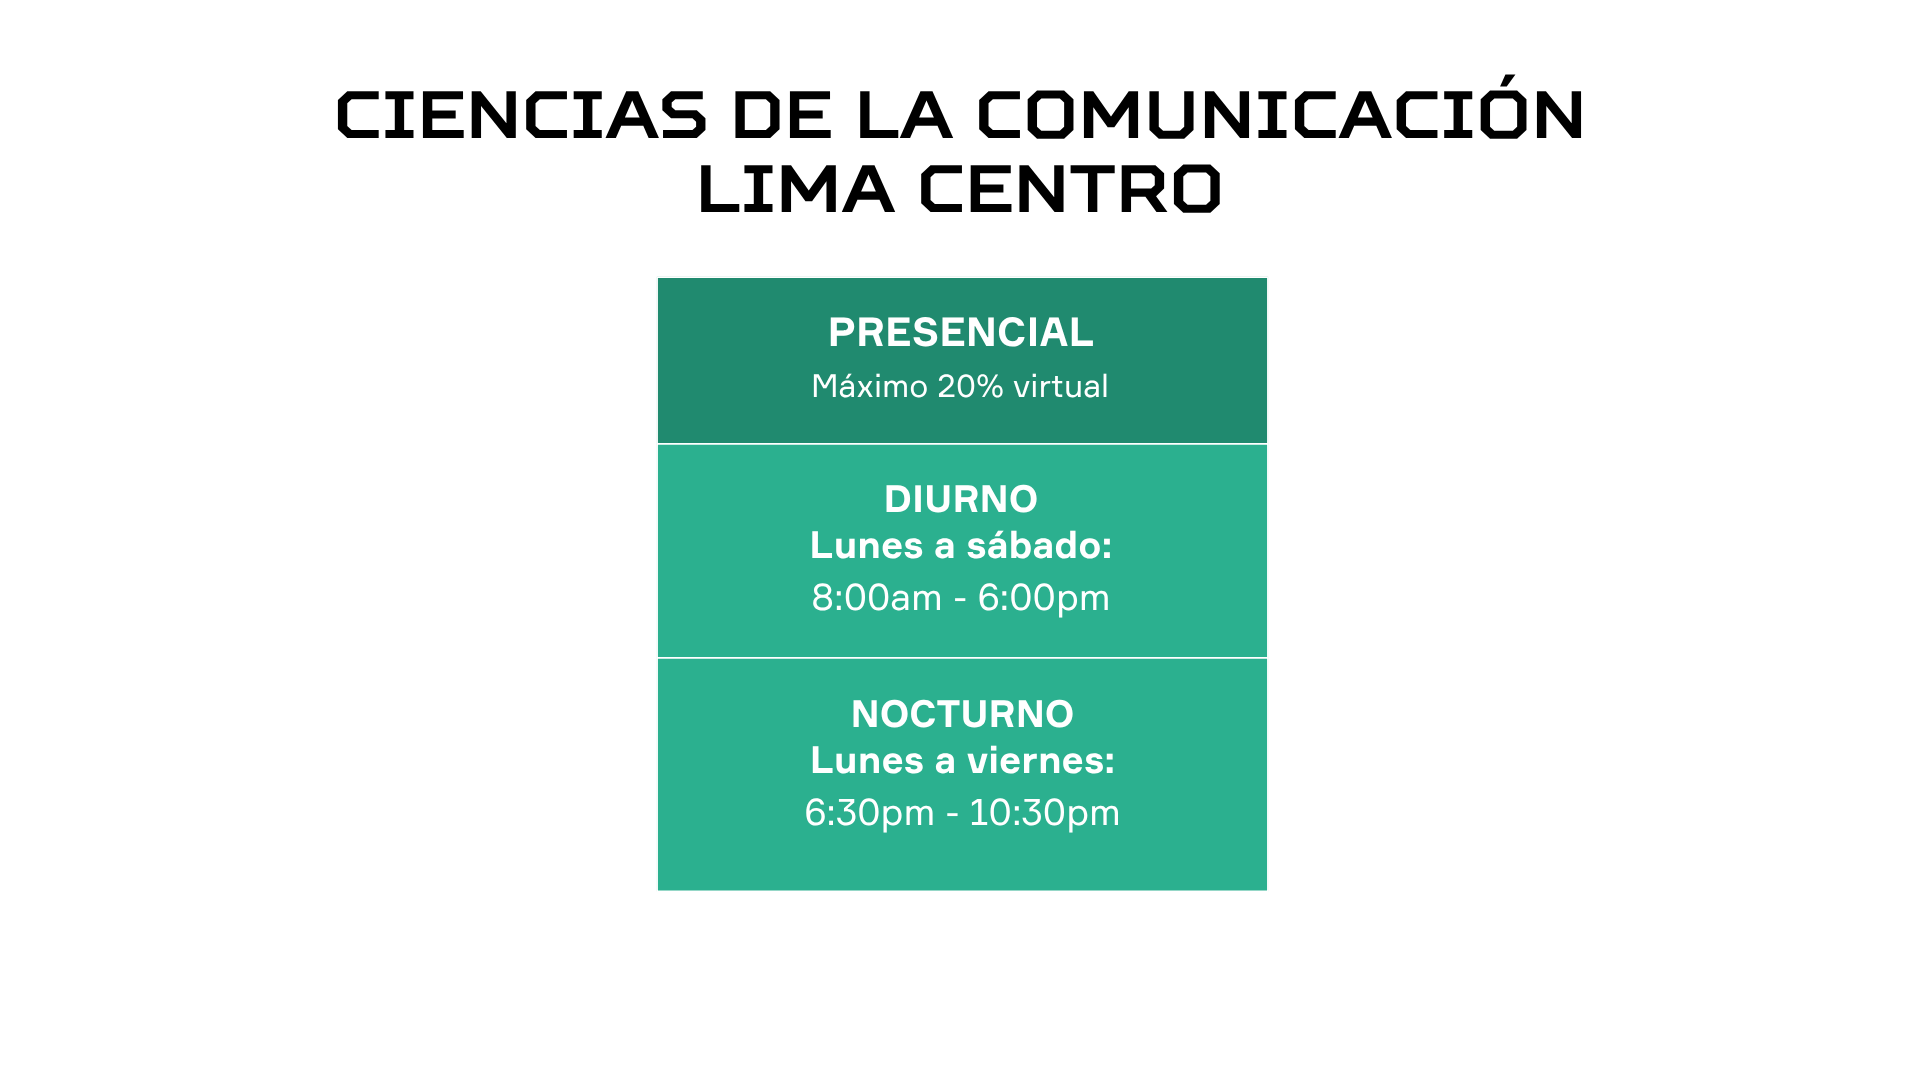 CIENCIAS DE LA COMUNICACIÓN
LIMA CENTRO
PRESENCIAL
Máximo 20% virtual
DIURNO
Lunes a sábado:
8:00am - 6:00pm
NOCTURNO
Lunes a viernes:
6:30pm - 10:30pm